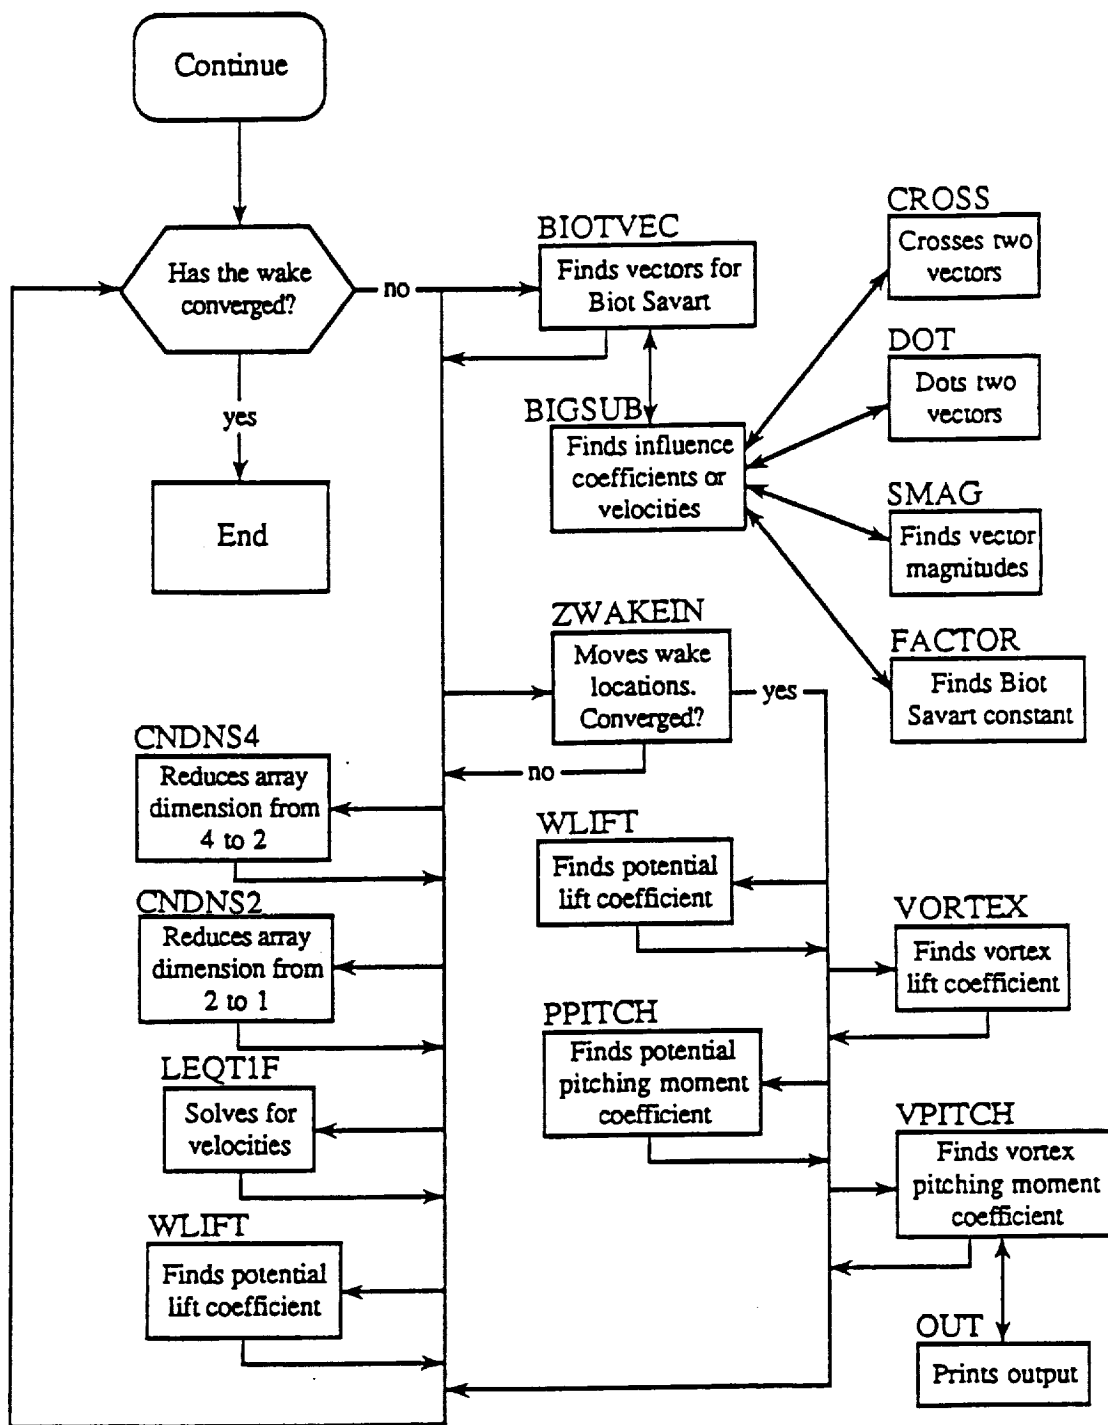 Continue
Has the wake
converged?
no
yes
End
BIOTVEC
Finds vectors for
Biot Savart
BIGSUB
Finds influence
coefficients or
velocities
CROSS
Crosses two
vectors
DOT
Dots two
vectors
SMAG
Finds vector
magnitudes
FACTOR
Finds Biot
Savart constant
ZWAKEIN
Moves wake
locations.
Converged?
yes
no
CNDNS4
Reduces array
dimension from
4 to 2
CNDNS2
Reduces array
dimension from
2 to 1
LEQT1F
Solves for
velocities
WLIFT
Finds potential
lift coefficient
WLIFT
Finds potential
lift coefficient
VORTEX
Finds vortex
lift coefficient
PPITCH
Finds potential
pitching moment
coefficient
VPITCH
Finds vortex
pitching moment
coefficient
OUT
Prints output